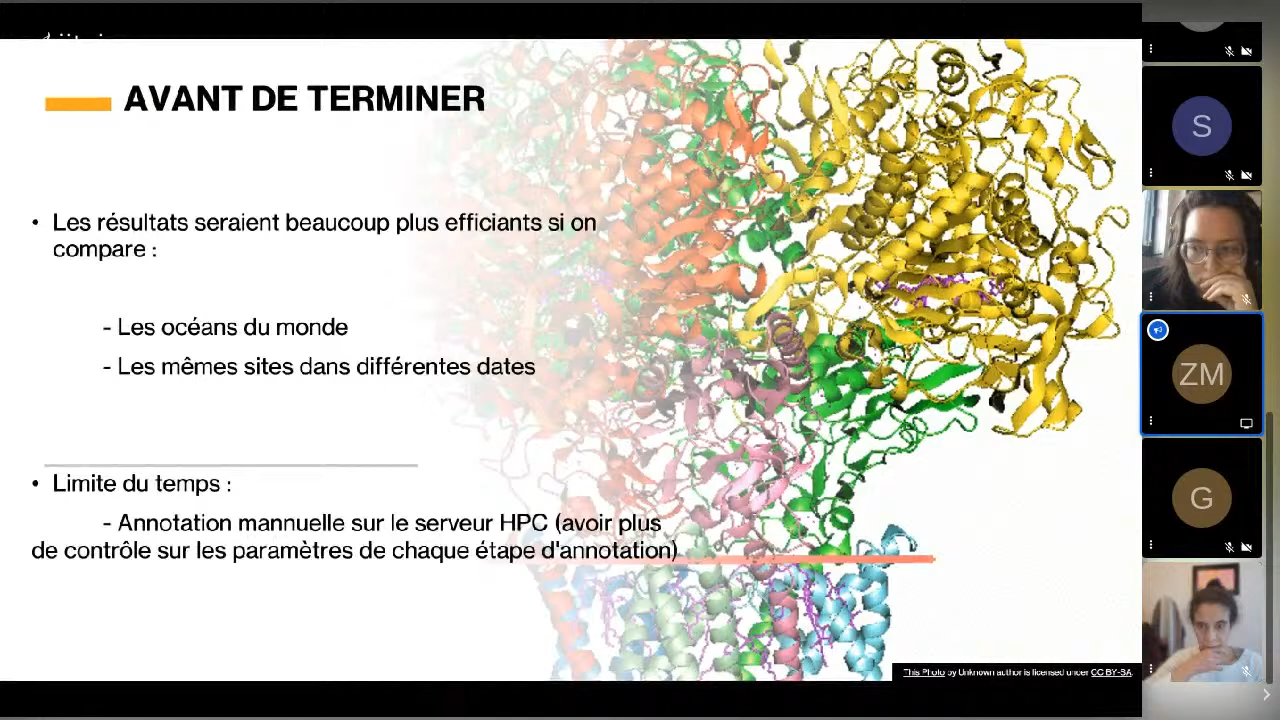 AVANT DE TERMINER
• Les résultats seraient beaucoup plus efficiants si on
compare :
- Les océans du monde
- Les mêmes sites dans différentes dates
• Limite du temps :
- Annotation mannuelle sur le serveur HPC (avoir plus
de contrôle sur les paramètres de chaque étape d'annotation)
This Photo by Unknown author is licensed under CC BY-SA.
S
ZM
G